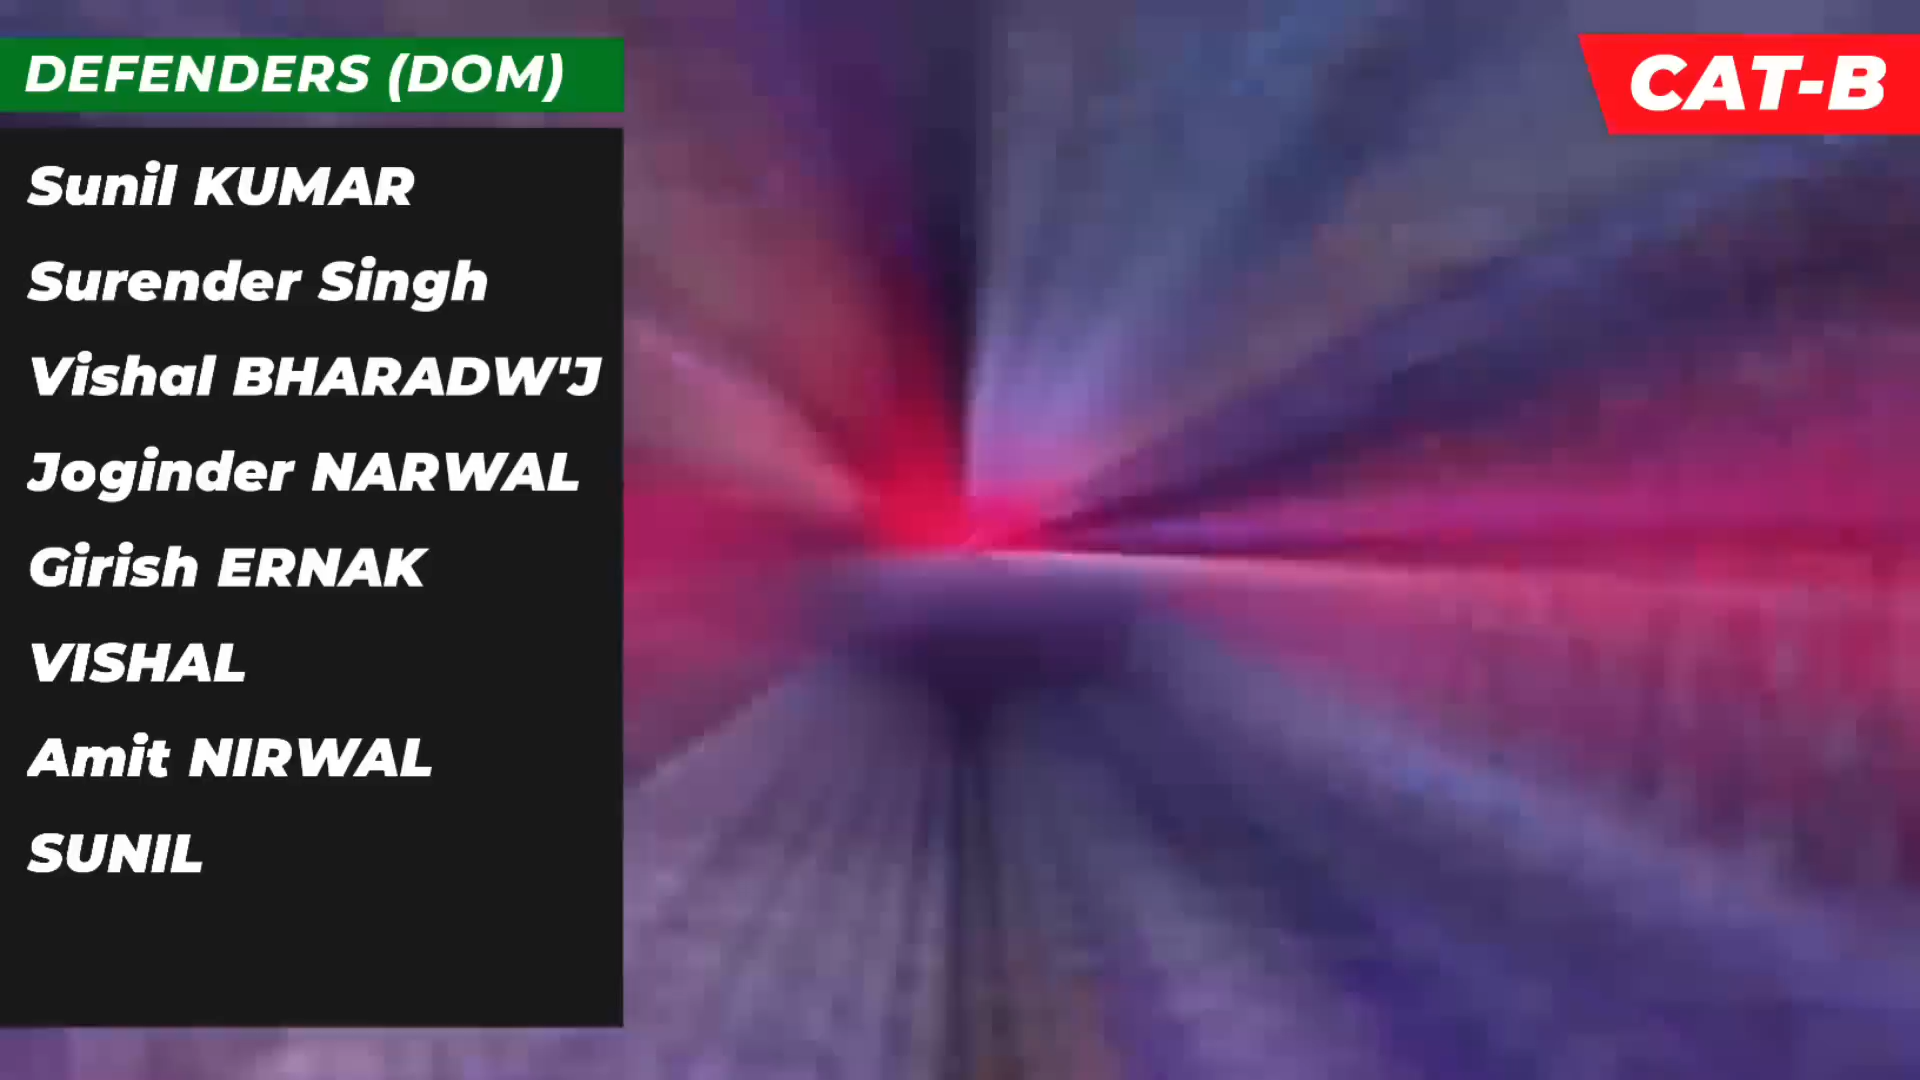 DEFENDERS (DOM)
CAT-B
Sunil KUMAR
Surender Singh
Vishal BHARADW'J
Joginder NARWAL
Girish ERNAK
VISHAL
Amit NIRWAL
SUNIL